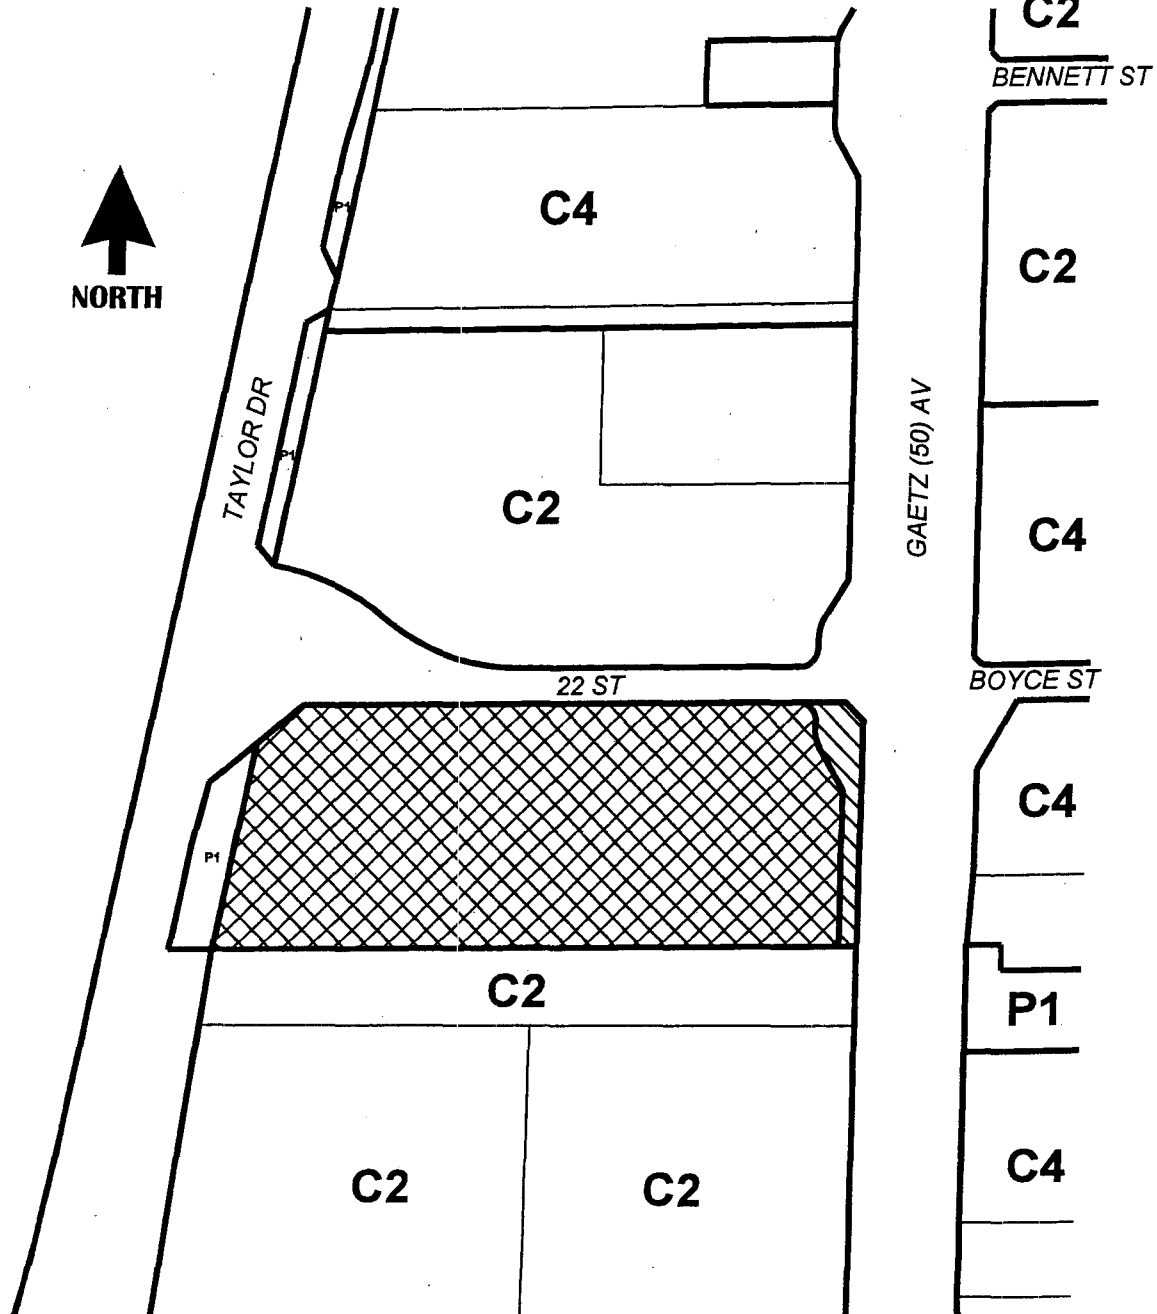 C2
BENNETT ST
P1
C4
C2
NORTH
TAYLOR DR
P1
C2
GAETZ (50) AV
C4
22 ST
BOYCE ST
C4
P1
C2
P1
C4
C2
C2